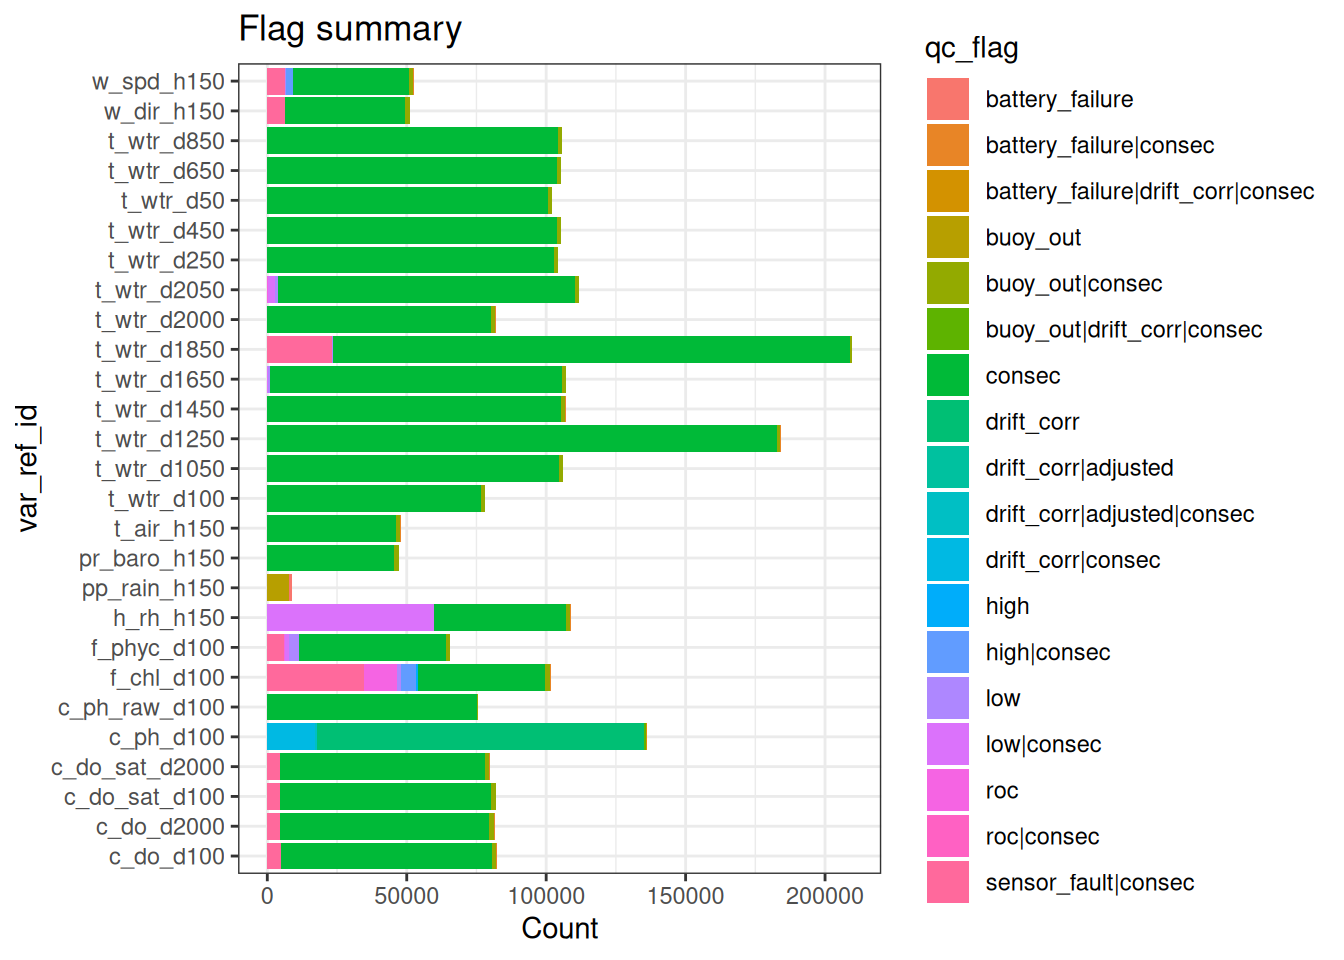 Flag summary
var_ref_id
w_spd_h150
w_dir_h150
t_wtr_d850
t_wtr_d650
t_wtr_d50
t_wtr_d450
t_wtr_d250
t_wtr_d2050
t_wtr_d2000
t_wtr_d1850
t_wtr_d1650
t_wtr_d1450
t_wtr_d1250
t_wtr_d1050
t_wtr_d100
t_air_h150
pr_baro_h150
pp_rain_h150
h_rh_h150
f_phyc_d100
f_chl_d100
c_ph_raw_d100
c_ph_d100
c_do_sat_d2000
c_do_sat_d100
c_do_d2000
c_do_d100
0 50000 100000 150000 200000
Count
qc_flag
battery_failure
battery_failure|consec
battery_failure|drift_corr|consec
buoy_out
buoy_out|consec
buoy_out|drift_corr|consec
consec
drift_corr
drift_corr|adjusted
drift_corr|adjusted|consec
drift_corr|consec
high
high|consec
low
low|consec
roc
roc|consec
sensor_fault|consec